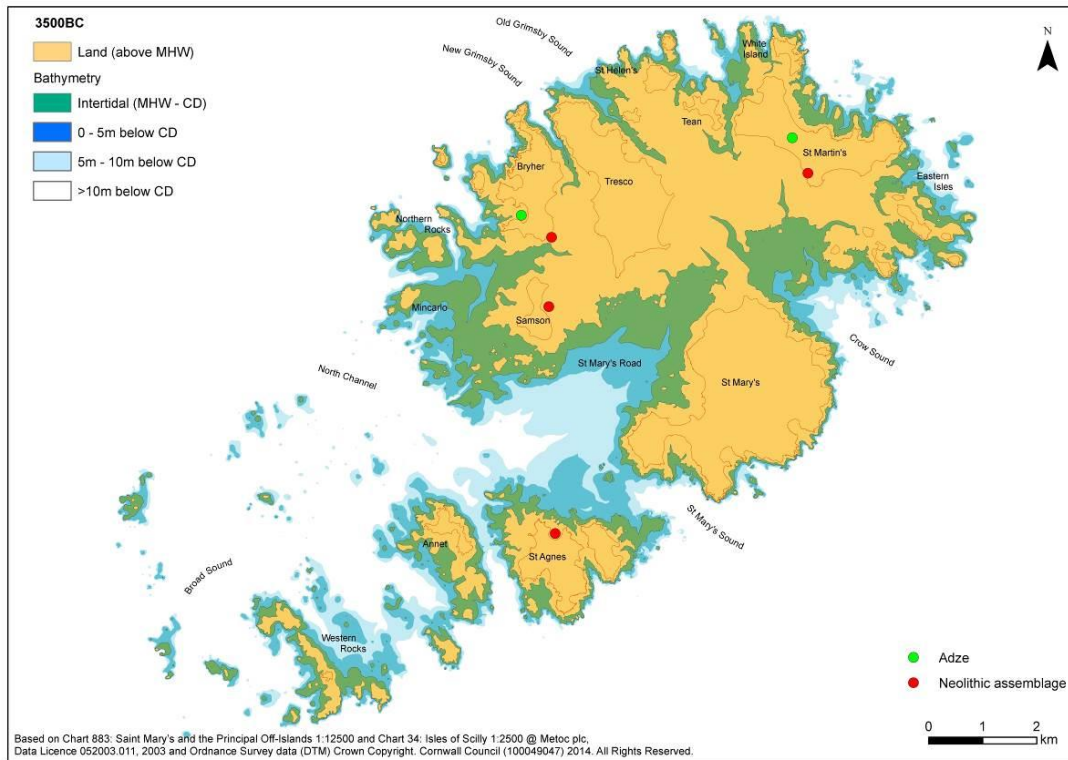 3500BC
Land (above MHW)
Bathymetry
Intertidal (MHW - CD)
0 - 5m below CD
5m - 10m below CD
>10m below CD
Old Grimsby Sound
New Grimsby Sound
St Helen's
White
Island
N
Tean
St Martin's
Bryher
Tresco
Eastern
Isles
Northern
Rocks
Mincarlo
Samson
St Mary's Road
Crow Sound
North Channel
St Mary's
St Mary's Sound
Annet
St Agnes
Broad Sound
Western
Rocks
Adze
Neolithic assemblage
0 1 2
km
Based on Chart 883: Saint Mary's and the Principal Off-Islands 1:12500 and Chart 34: Isles of Scilly 1:2500 @ Metoc plc,
Data Licence 052003.011, 2003 and Ordnance Survey data (DTM) Crown Copyright. Cornwall Council (100049047) 2014. All Rights Reserved.